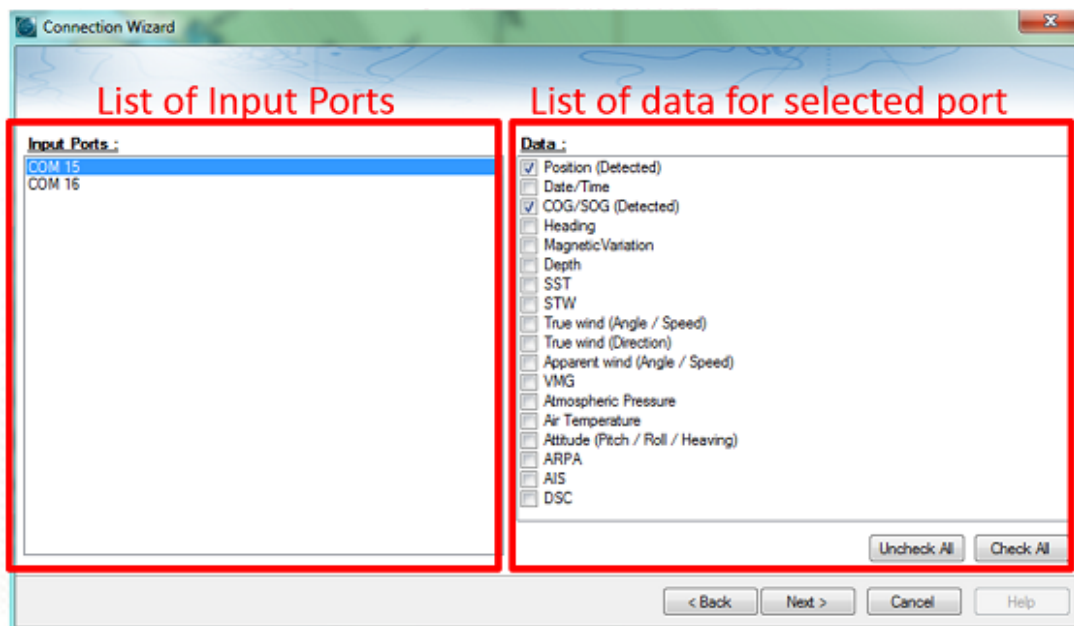 Connection Wizard
List of Input Ports
List of data for selected port
Input Ports :
COM 15
COM 16
Data :
Position (Detected)
Date/Time
COG/SOG (Detected)
Heading
MagneticVariation
Depth
SST
STW
True wind (Angle / Speed)
True wind (Direction)
Apparent wind (Angle / Speed)
VMG
Atmospheric Pressure
Air Temperature
Attitude (Pitch / Roll / Heaving)
ARPA
AIS
DSC
Uncheck All
Check All
< Back
Next >
Cancel
Help